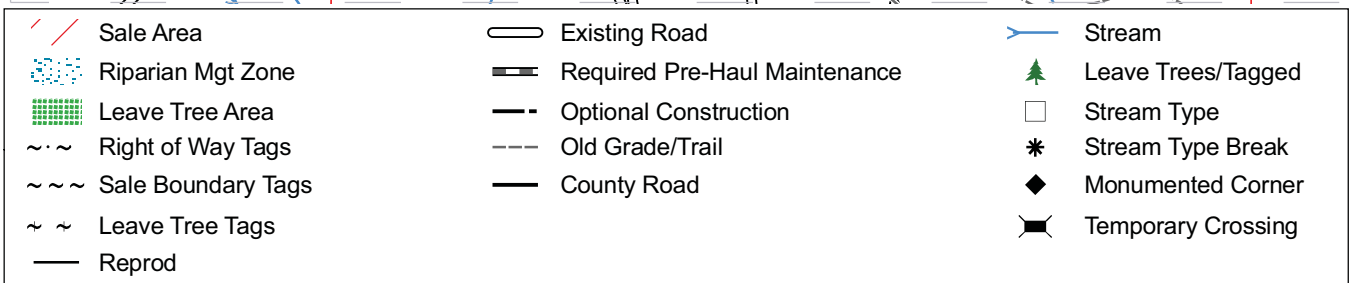 Sale Area
Riparian Mgt Zone
Leave Tree Area
Right of Way Tags
Sale Boundary Tags
Leave Tree Tags
Reprod
Existing Road
Required Pre-Haul Maintenance
Optional Construction
Old Grade/Trail
County Road
Stream
Leave Trees/Tagged
Stream Type
Stream Type Break
Monumented Corner
Temporary Crossing